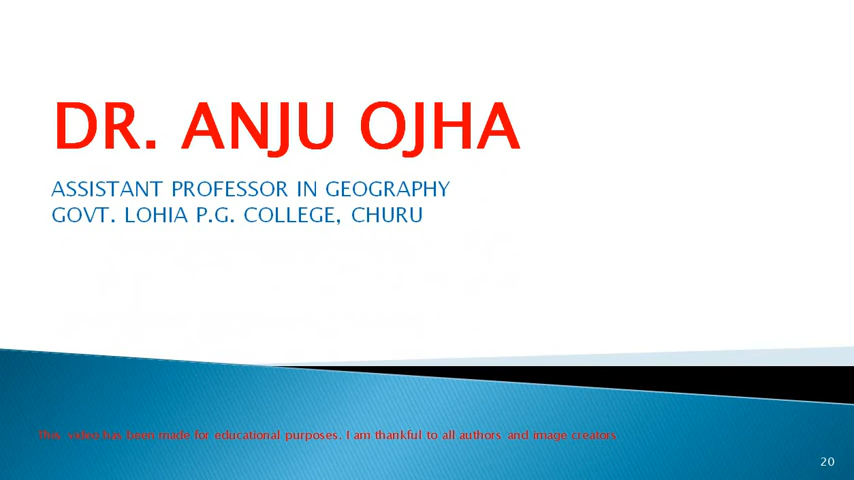 DR. ANJU OJHA
ASSISTANT PROFESSOR IN GEOGRAPHY
GOVT. LOHIA P.G. COLLEGE, CHURU
This video has been made for educational purposes. I am thankful to all authors and image creators
20